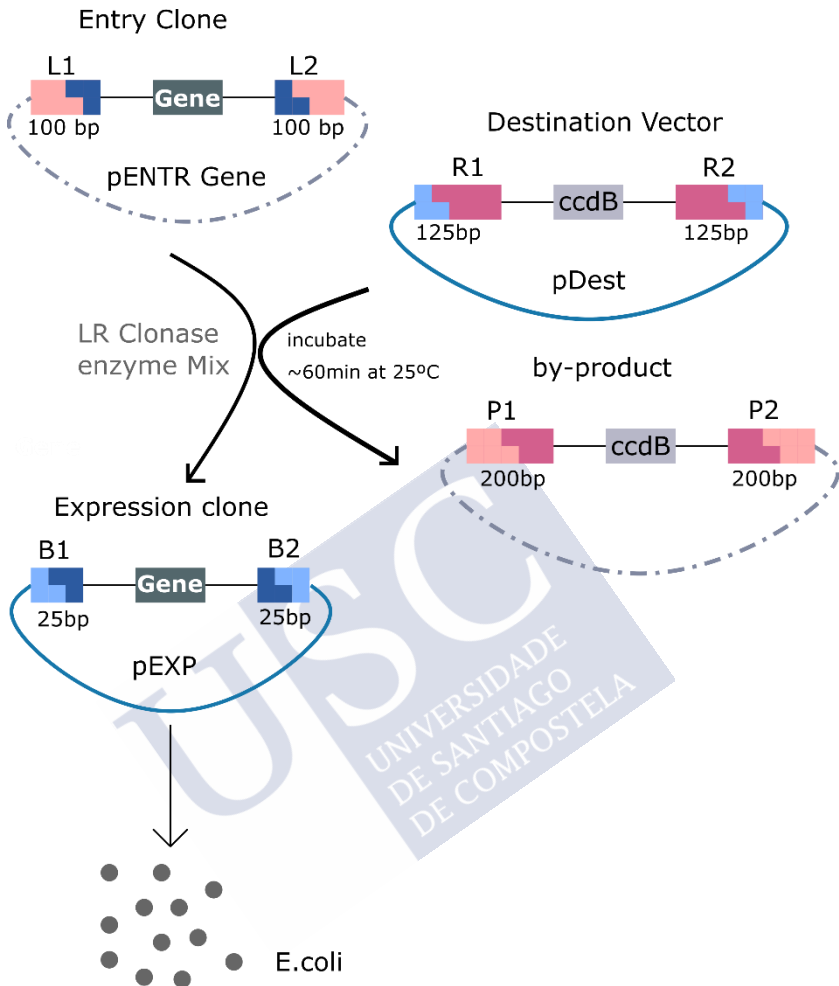 Entry Clone
L1
L2
Gene
100 bp
100 bp
pENTR Gene
Destination Vector
R1
R2
ccdB
125bp
125bp
pDest
LR Clonase
enzyme Mix
incubate
~60min at 25ºC
by-product
P1
P2
ccdB
200bp
200bp
Expression clone
B1
B2
Gene
25bp
25bp
pEXP
USC
UNIVERSIDADE
DE SANTIAGO
DE COMPOSTELA
E.coli